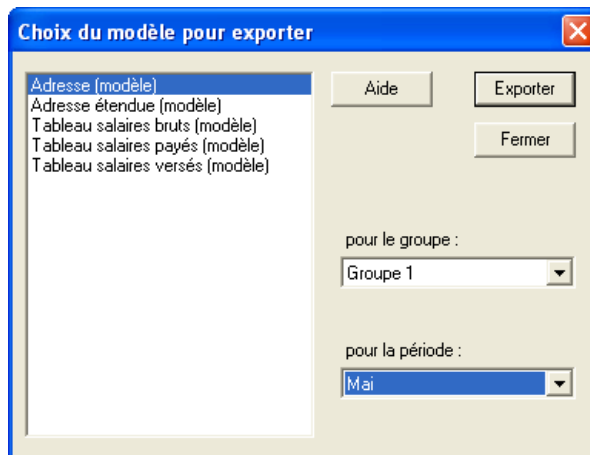 Choix du modèle pour exporter
Adresse (modèle)
Adresse étendue (modèle)
Tableau salaires bruts (modèle)
Tableau salaires payés (modèle)
Tableau salaires versés (modèle)
Aide
Exporter
Fermer
pour le groupe :
Groupe 1
pour la période :
Mai